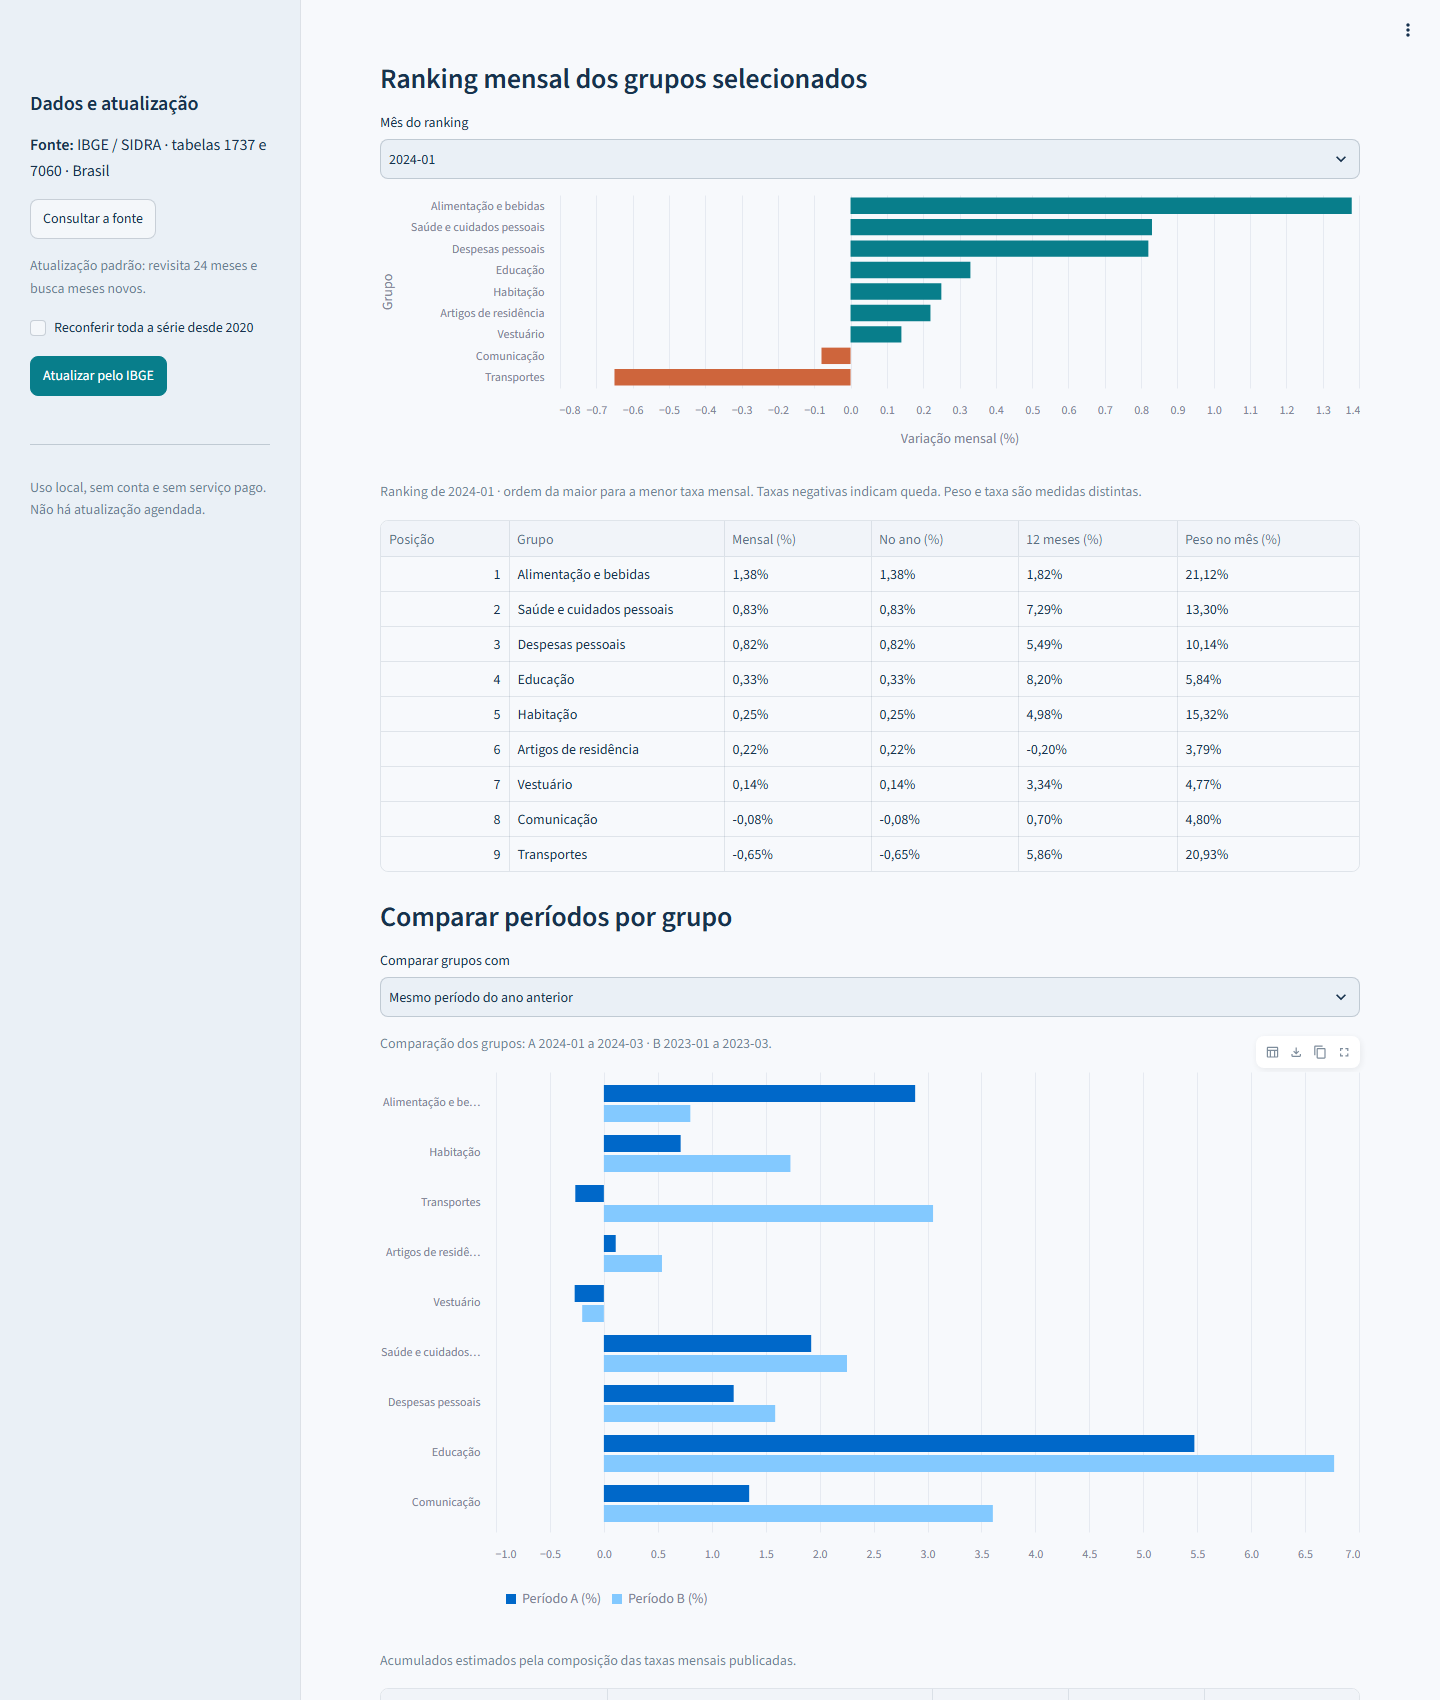 Dados e atualização
Fonte: IBGE / SIDRA · tabelas 1737 e
7060 · Brasil
Consultar a fonte
Atualização padrão: revisita 24 meses e
busca meses novos.
Reconferir toda a série desde 2020
Atualizar pelo IBGE
Uso local, sem conta e sem serviço pago.
Não há atualização agendada.
Ranking mensal dos grupos selecionados
Mês do ranking
2024-01
Grupo
Alimentação e bebidas
Saúde e cuidados pessoais
Despesas pessoais
Educação
Habitação
Artigos de residência
Vestuário
Comunicação
Transportes
−0.8 −0.7 −0.6 −0.5 −0.4 −0.3 −0.2 −0.1 0.0 0.1 0.2 0.3 0.4 0.5 0.6 0.7 0.8 0.9 1.0 1.1 1.2 1.3 1.4
Variação mensal (%)
Ranking de 2024-01 · ordem da maior para a menor taxa mensal. Taxas negativas indicam queda. Peso e taxa são medidas distintas.
Posição Grupo Mensal (%) No ano (%) 12 meses (%) Peso no mês (%)
1 Alimentação e bebidas 1,38% 1,38% 1,82% 21,12%
2 Saúde e cuidados pessoais 0,83% 0,83% 7,29% 13,30%
3 Despesas pessoais 0,82% 0,82% 5,49% 10,14%
4 Educação 0,33% 0,33% 8,20% 5,84%
5 Habitação 0,25% 0,25% 4,98% 15,32%
6 Artigos de residência 0,22% 0,22% -0,20% 3,79%
7 Vestuário 0,14% 0,14% 3,34% 4,77%
8 Comunicação -0,08% -0,08% 0,70% 4,80%
9 Transportes -0,65% -0,65% 5,86% 20,93%
Comparar períodos por grupo
Comparar grupos com
Mesmo período do ano anterior
Comparação dos grupos: A 2024-01 a 2024-03 · B 2023-01 a 2023-03.
Alimentação e be…
Habitação
Transportes
Artigos de residê…
Vestuário
Saúde e cuidados…
Despesas pessoais
Educação
Comunicação
−1.0 −0.5 0.0 0.5 1.0 1.5 2.0 2.5 3.0 3.5 4.0 4.5 5.0 5.5 6.0 6.5 7.0
Período A (%) Período B (%)
Acumulados estimados pela composição das taxas mensais publicadas.